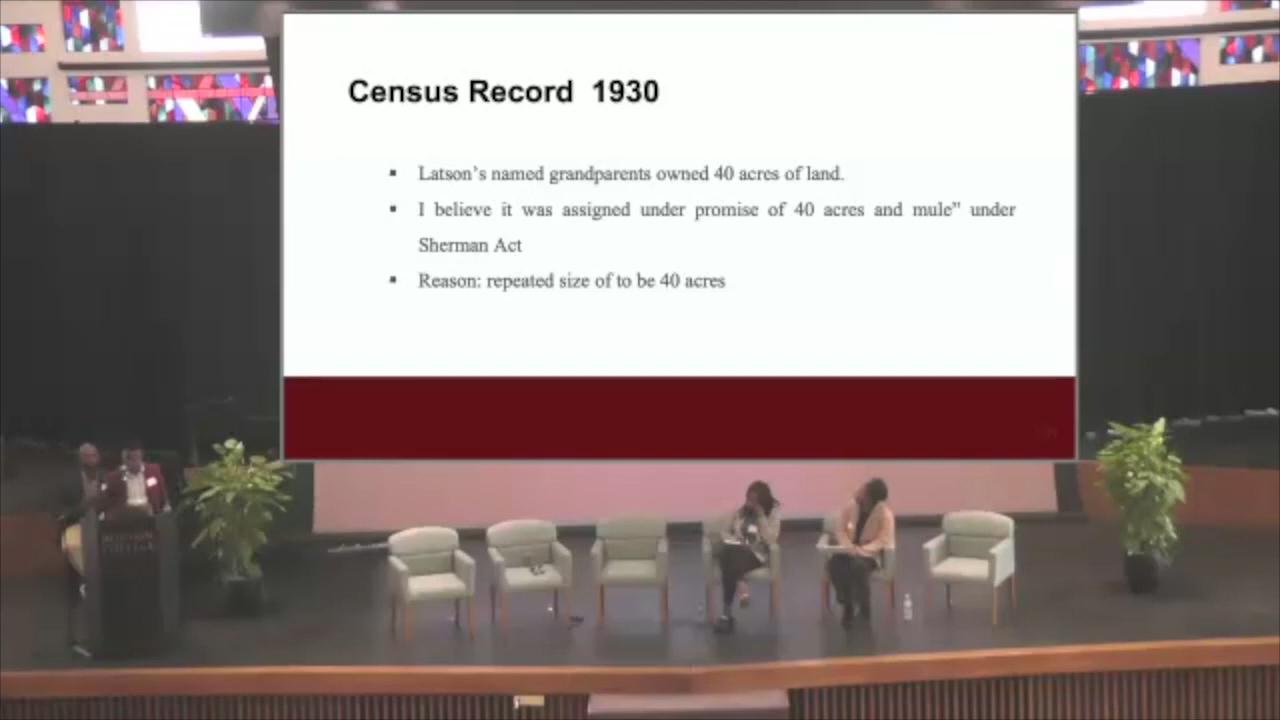 Census Record 1930
▪ Latson’s named grandparents owned 40 acres of land.
▪ I believe it was assigned under promise of 40 acres and mule” under
Sherman Act
▪ Reason: repeated size of to be 40 acres